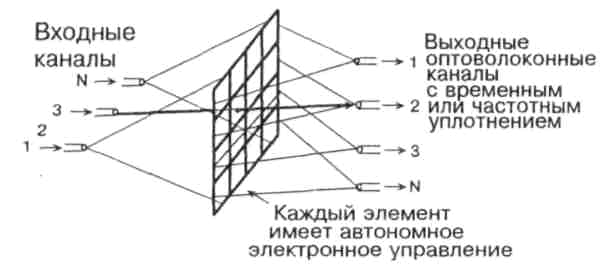 Входные
каналы
N
3
2
1
1
2
3
N
Выходные
оптоволоконные
каналы
с временным
или частотным
уплотнением
Каждый элемент
имеет автономное
электронное управление